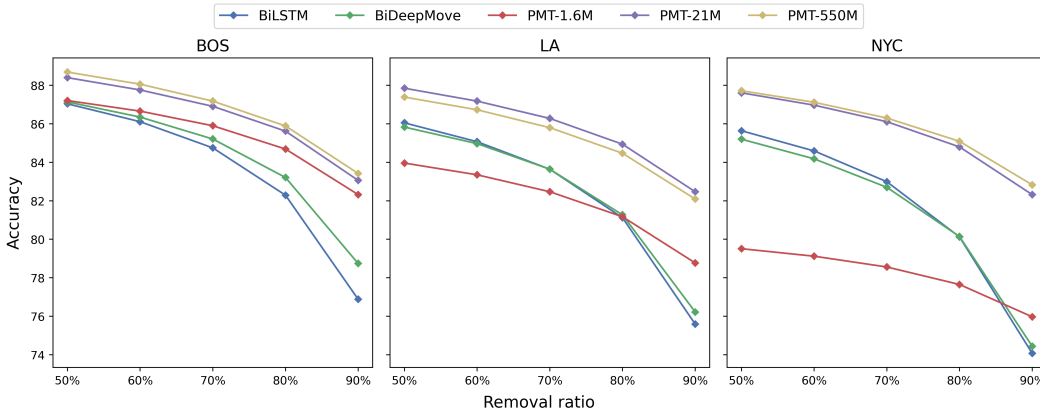 BiLSTM BiDeepMove PMT-1.6M PMT-21M PMT-550M
BOS LA NYC
Accuracy
88
86
84
82
80
78
76
74
50% 60% 70% 80% 90% 50% 60% 70% 80% 90% 50% 60% 70% 80% 90%
Removal ratio